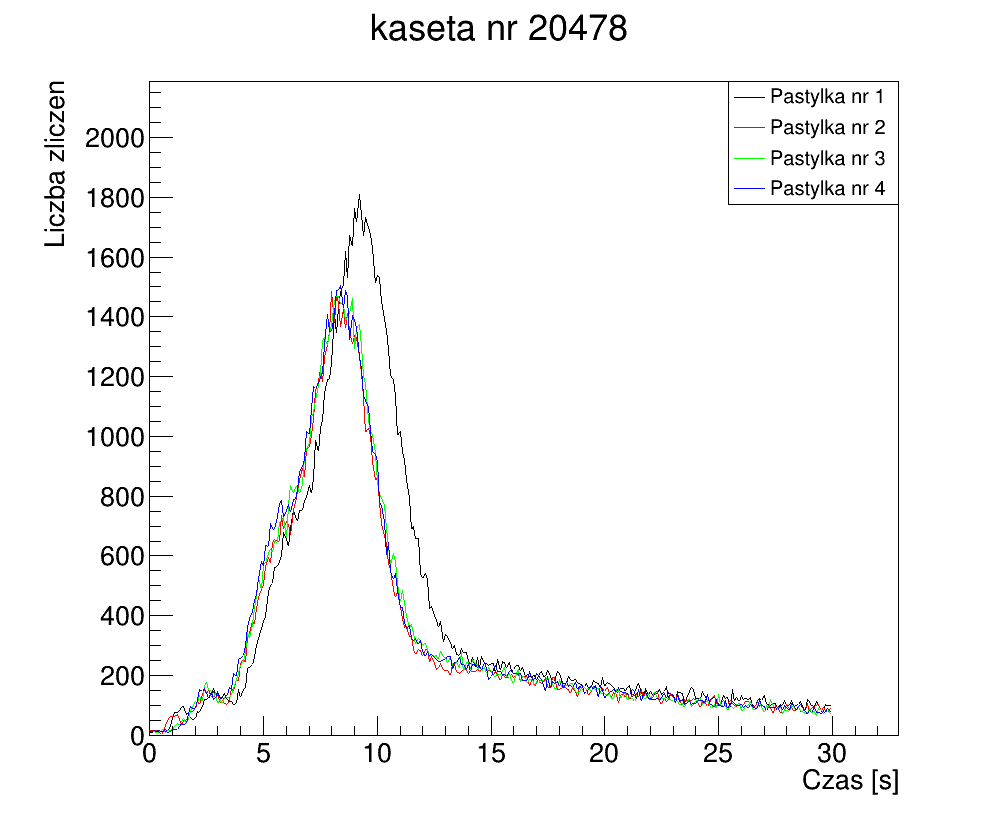 kaseta nr 20478
Liczba zliczen
2000
1800
1600
1400
1200
1000
800
600
400
200
0
0 5 10 15 20 25 30
Czas [s]
Pastylka nr 1
Pastylka nr 2
Pastylka nr 3
Pastylka nr 4